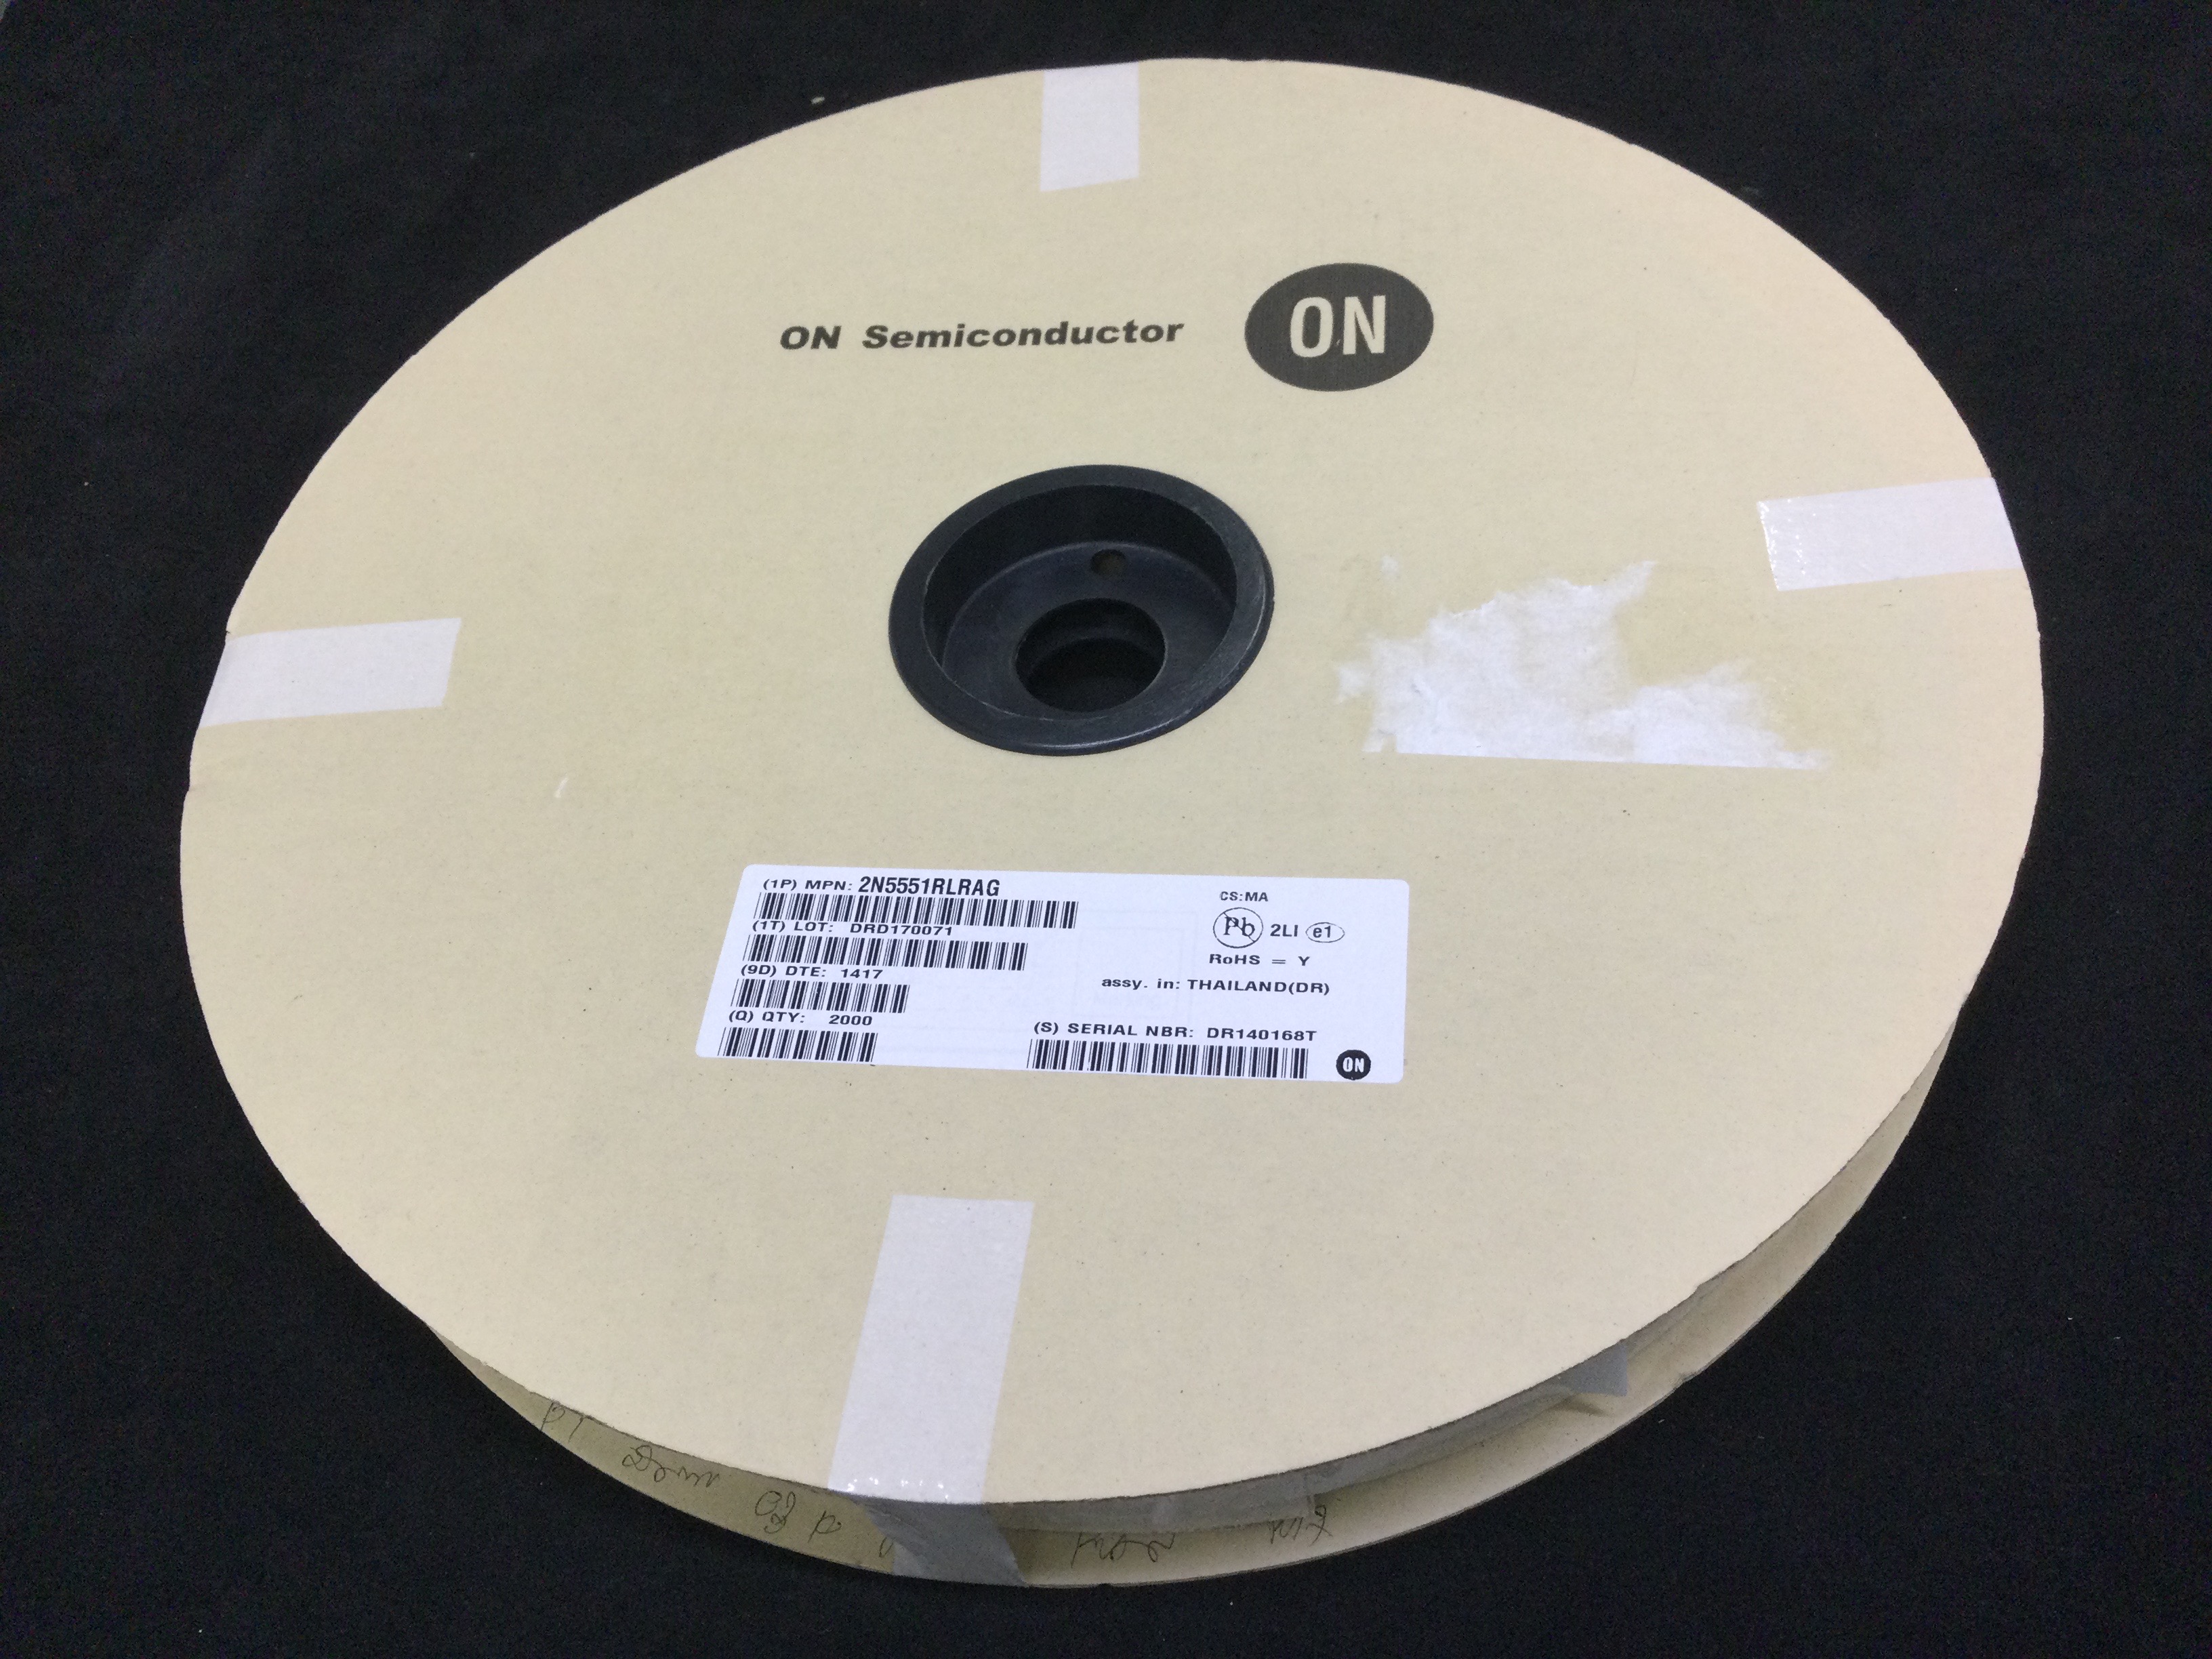 ON Semiconductor ON
(1P) MPN: 2N5551RLRAG
CS:MA
(1T) LOT: DRD170071
Pb 2LI e1
RoHS = Y
(9D) DTE: 1417
assy. in: THAILAND(DR)
(Q) QTY: 2000
(S) SERIAL NBR: DR140168T
ON